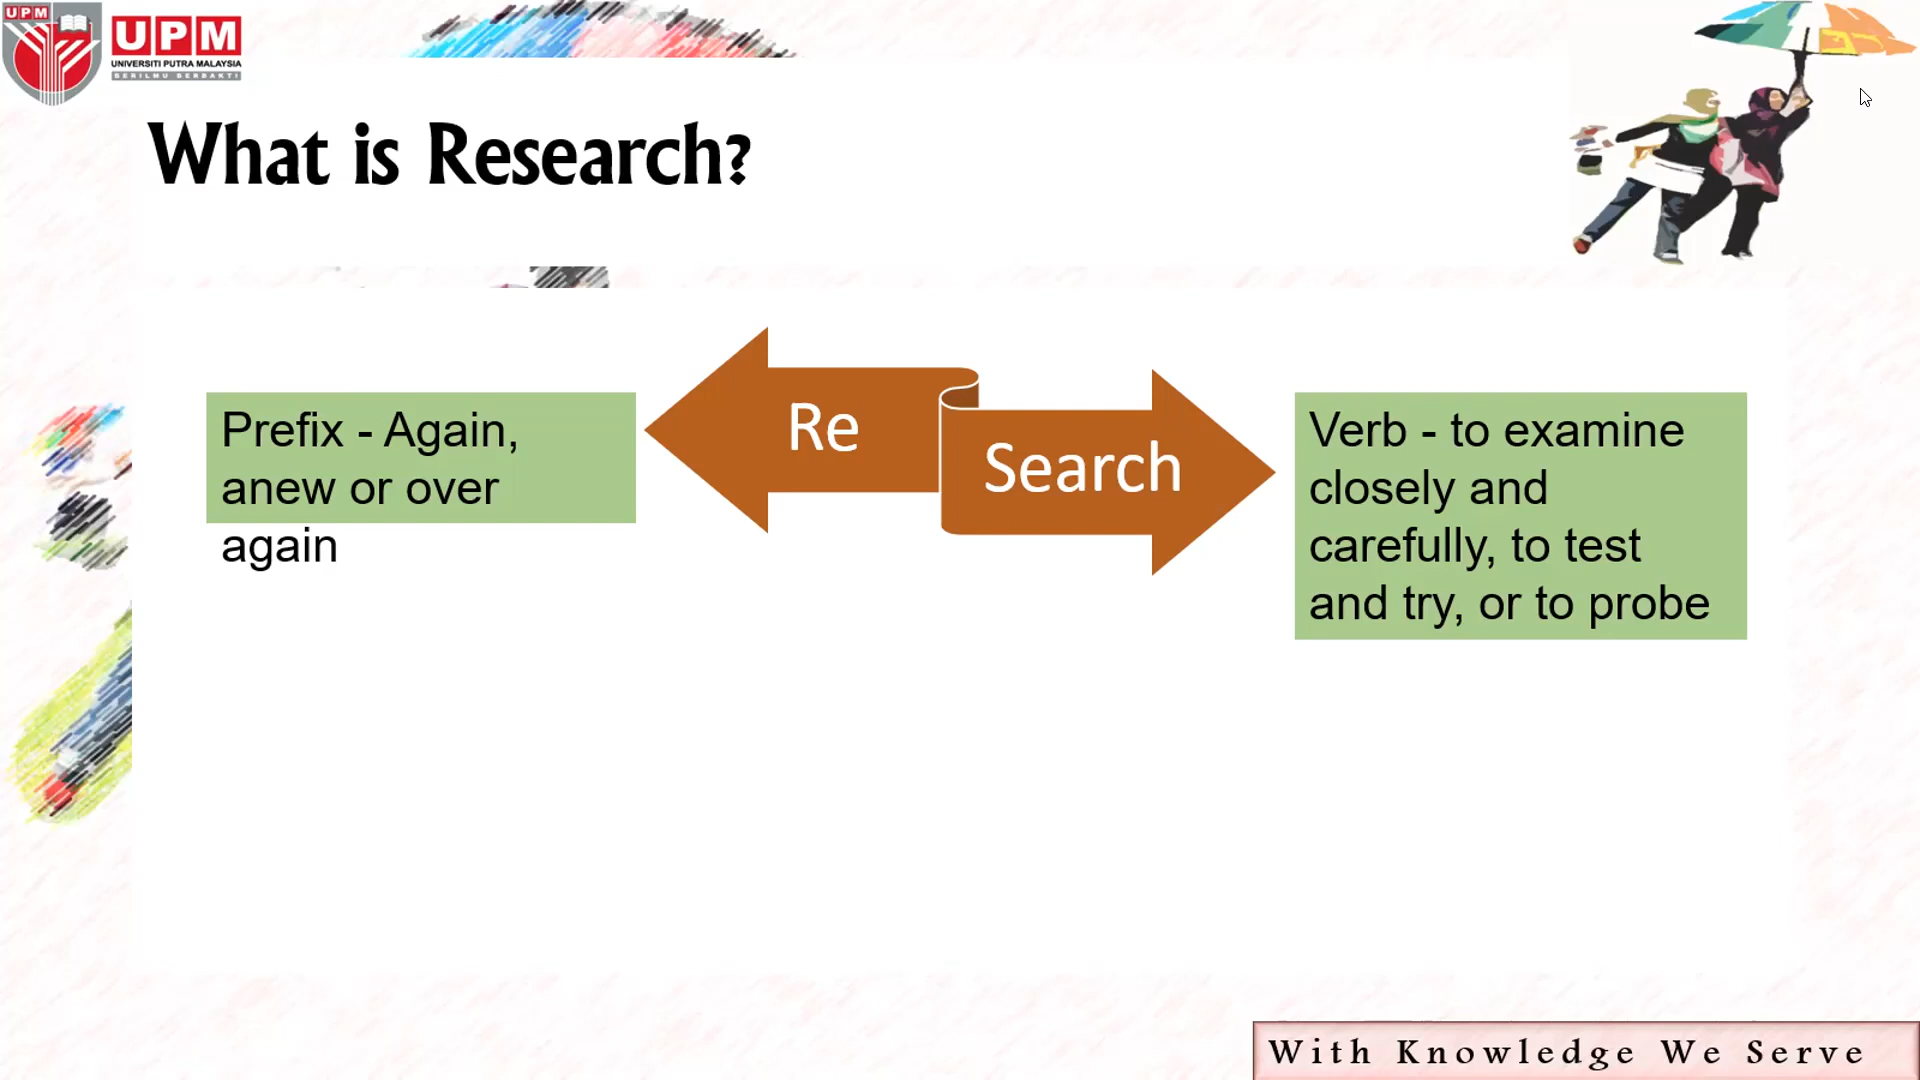 UPM
UPM
UNIVERSITI PUTRA MALAYSIA
BERILMU BERBAKTI
What is Research?
Prefix - Again,
anew or over
again
Re
Search
Verb - to examine
closely and
carefully, to test
and try, or to probe
With Knowledge We Serve